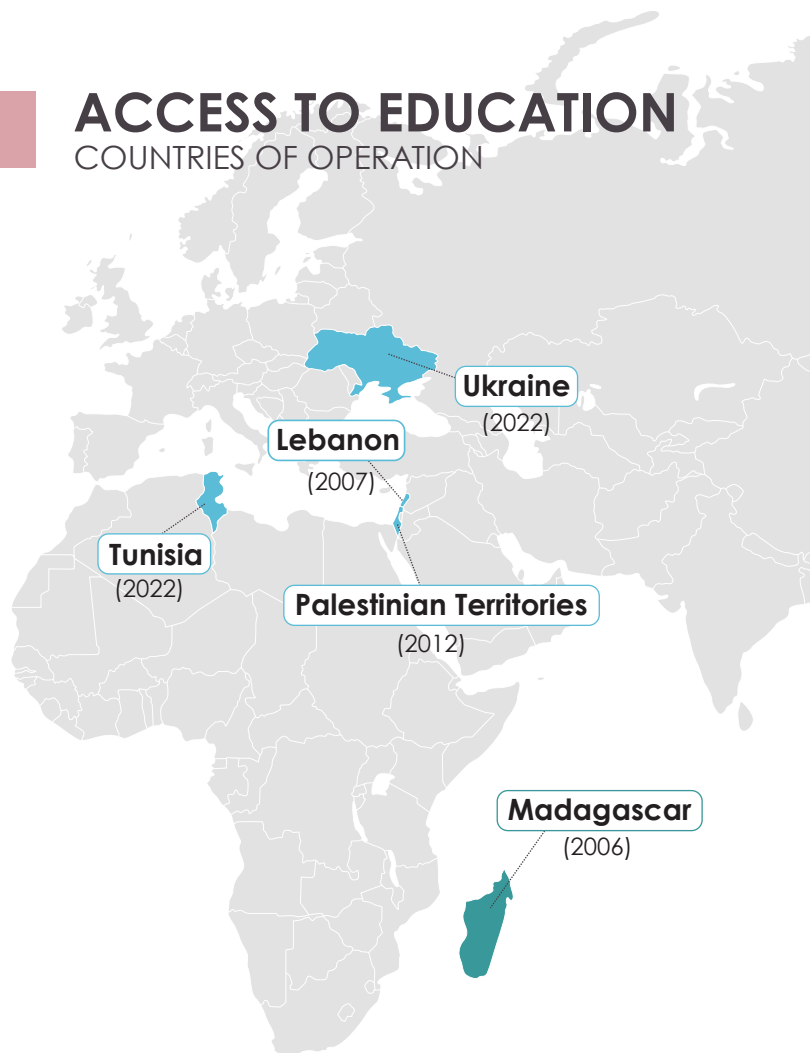 ACCESS TO EDUCATION
COUNTRIES OF OPERATION
Ukraine
(2022)
Lebanon
(2007)
Tunisia
(2022)
Palestinian Territories
(2012)
Madagascar
(2006)